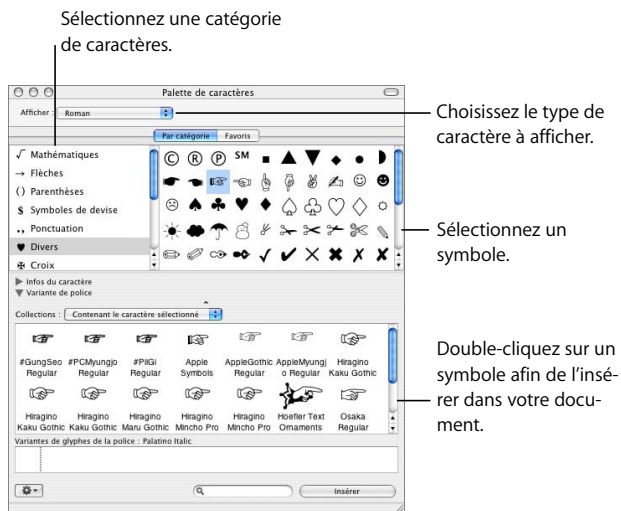 Sélectionnez une catégorie
de caractères.
Palette de caractères
Afficher : Roman
Choisissez le type de
caractère à afficher.
Par catégorie Favoris
√ Mathématiques
→ Flèches
() Parenthèses
$ Symboles de devise
., Ponctuation
♥ Divers
✠ Croix
© ® ℗ SM
Sélectionnez un
symbole.
Infos du caractère
Variante de police
Collections : Contenant le caractère sélectionné
#GungSeo #PCMyungjo #PilGi Apple AppleGothic AppleMyungj Hiragino
Regular Regular Regular Symbols Regular o Regular Kaku Gothic
Double-cliquez sur un
symbole afin de l'insé-
rer dans votre docu-
ment.
Hiragino Hiragino Hiragino Hiragino Hiragino Hoefler Text Osaka
Kaku Gothic Kaku Gothic Maru Gothic Mincho Pro Mincho Pro Ornaments Regular
Variantes de glyphes de la police : Palatino Italic
Insérer